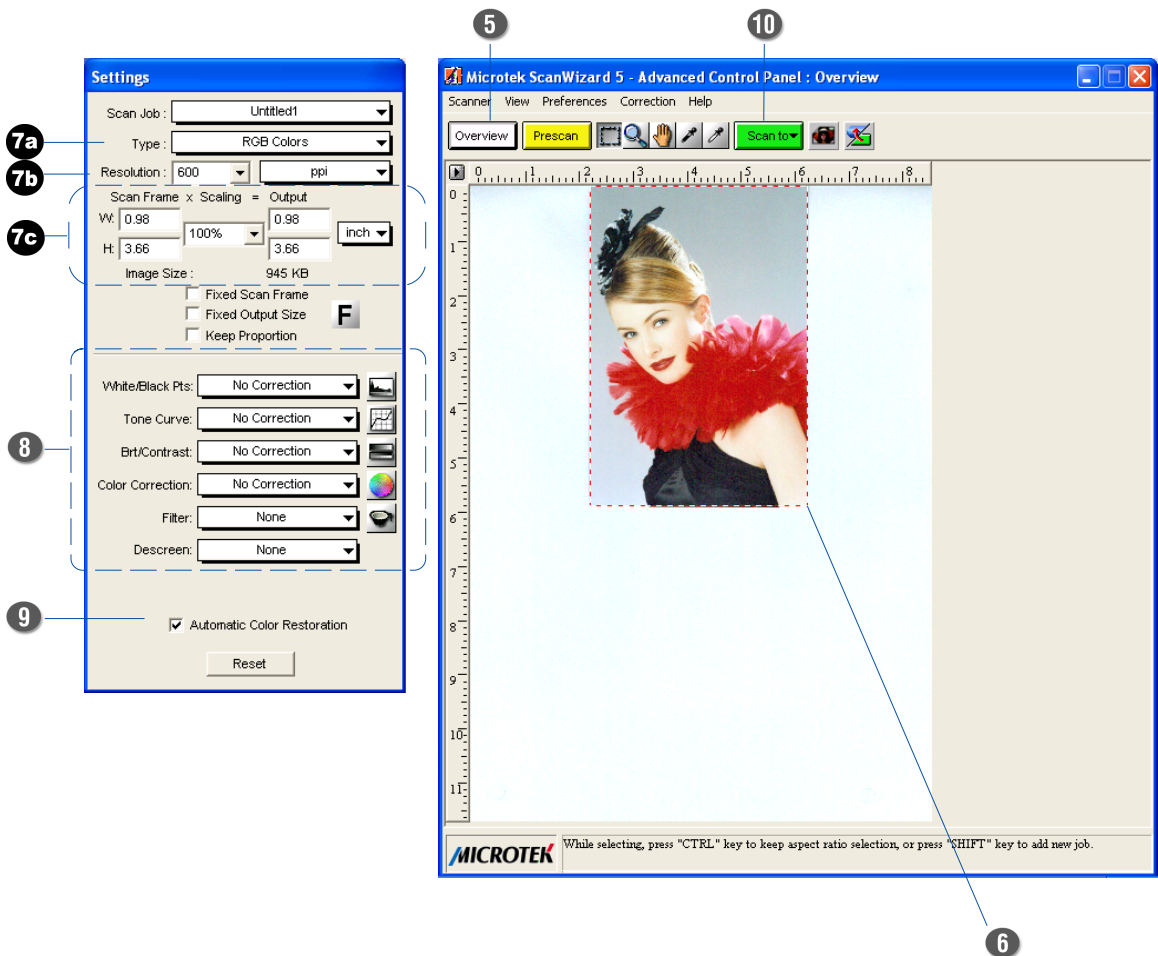 5
10
Settings
Scan Job : Untitled1
7a
Type : RGB Colors
7b
Resolution : 600 ppi
Scan Frame x Scaling = Output
7c
W: 0.98 100% 0.98 inch
H: 3.66 3.66
Image Size : 945 KB
Fixed Scan Frame
Fixed Output Size
F
Keep Proportion
8
White/Black Pts: No Correction
Tone Curve: No Correction
Brt/Contrast: No Correction
Color Correction: No Correction
Filter: None
Descreen: None
9
Automatic Color Restoration
Reset
Microtek ScanWizard 5 - Advanced Control Panel : Overview
Scanner View Preferences Correction Help
Overview Prescan Scan to
0 1 2 3 4 5 6 7 8
0
1
2
3
4
5
6
7
8
9
10
11
MICROTEK
While selecting, press "CTRL" key to keep aspect ratio selection, or press "SHIFT" key to add new job.
6